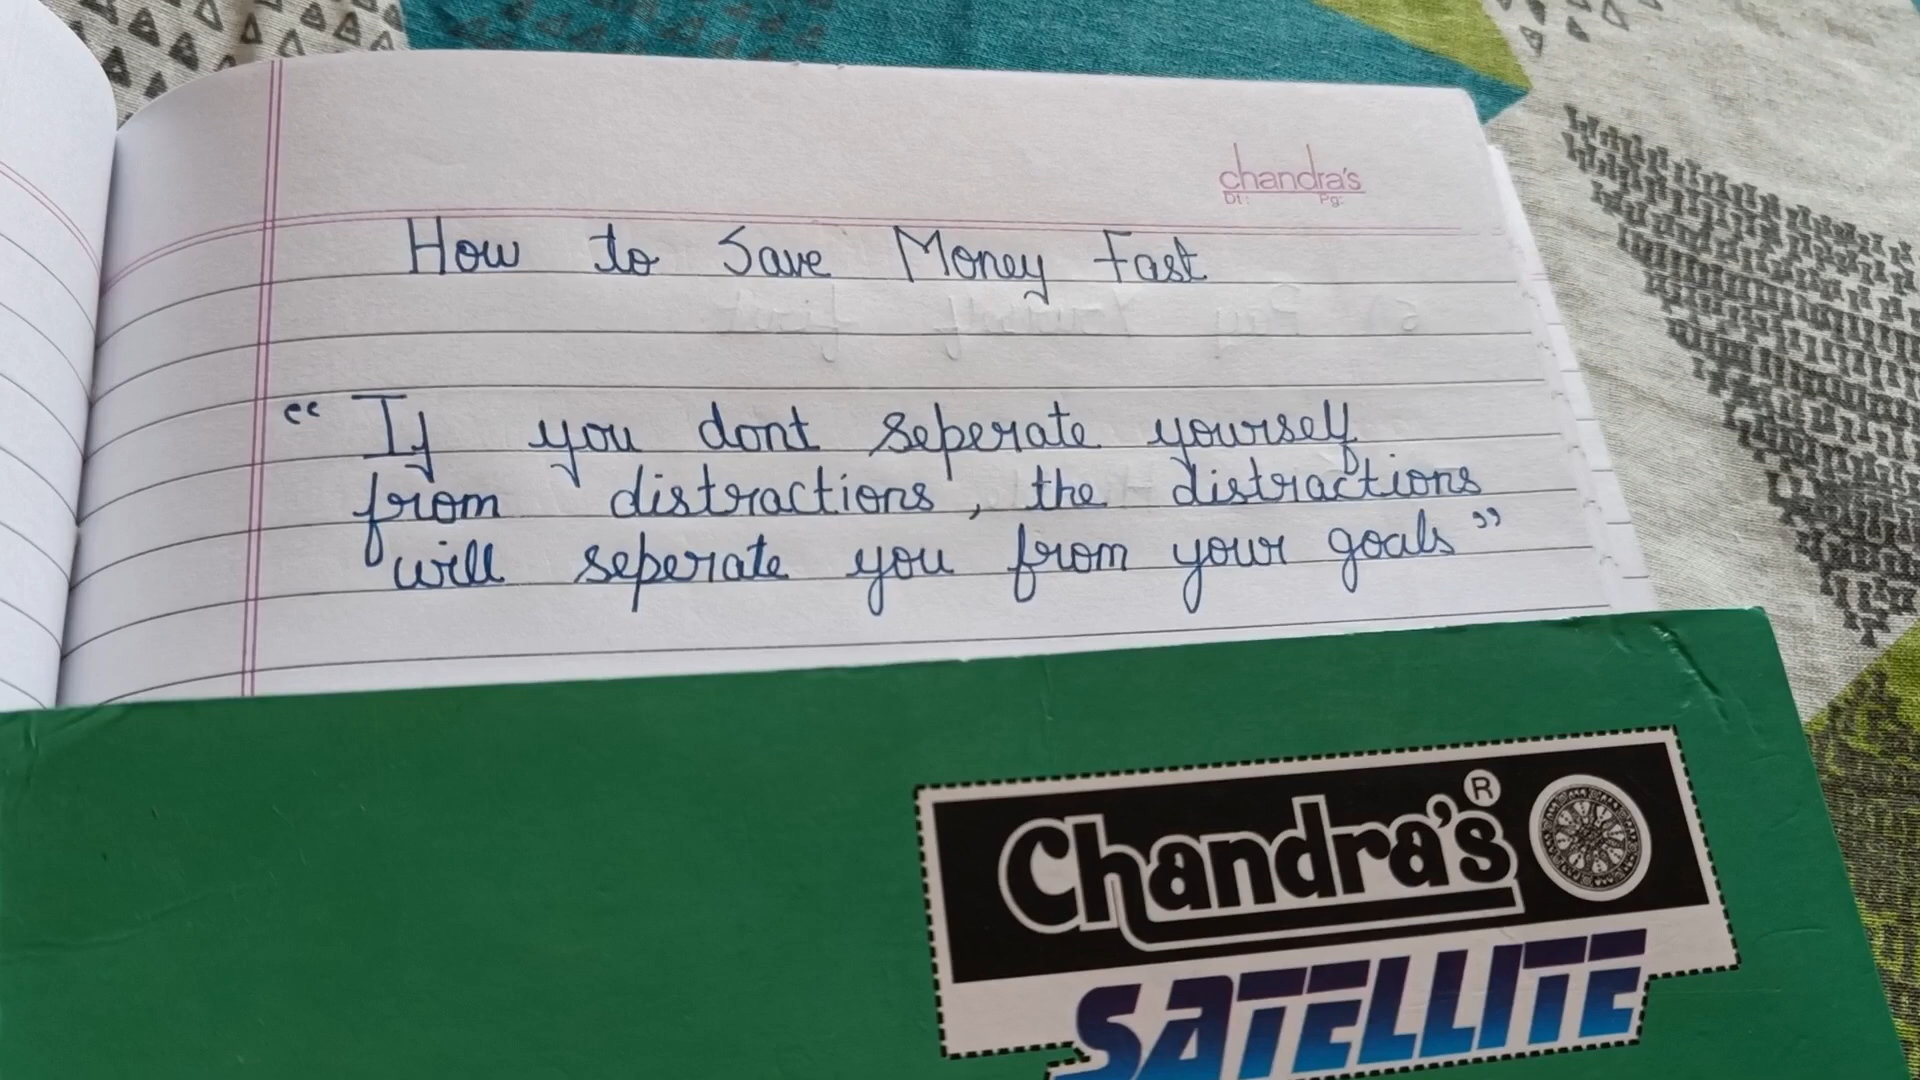 chandra's
Dt: Pg:
How to Save Money Fast
“ If you dont seperate yourself
from distractions, the distractions
will seperate you from your goals ”
Chandra's ®
SATELLITE